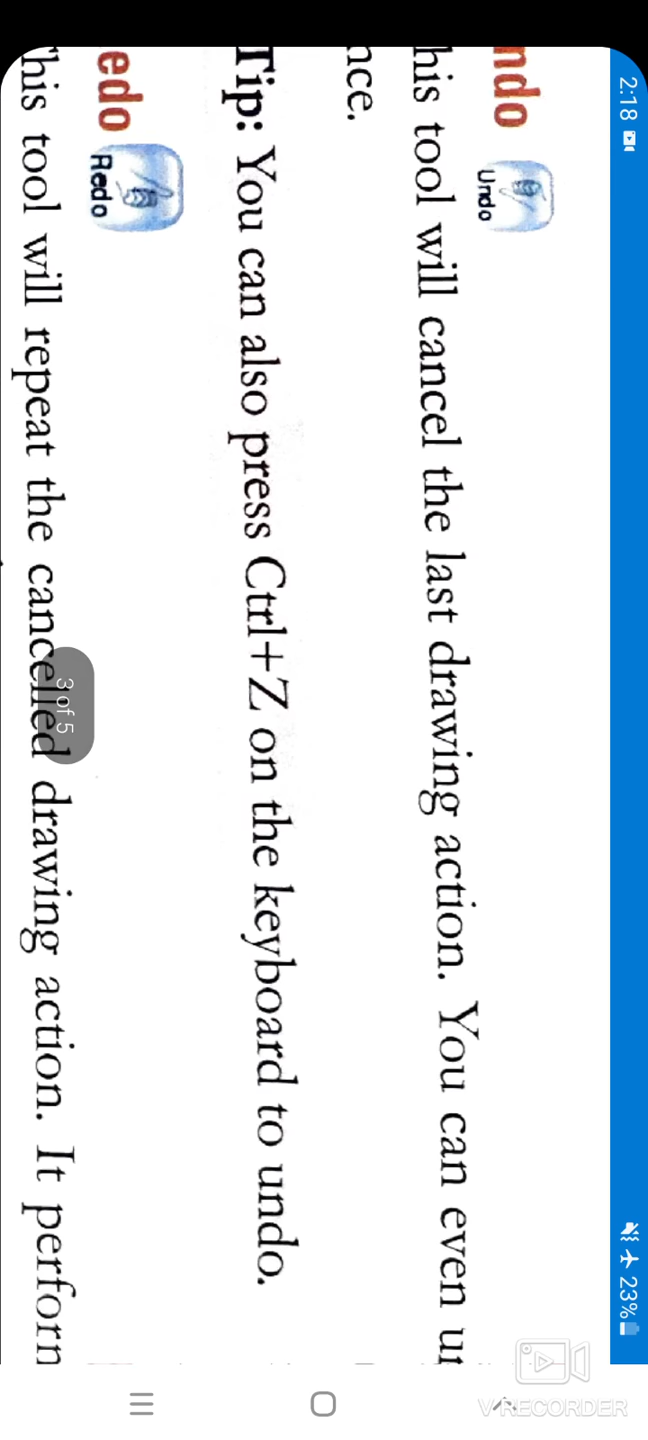 2:18
23%
ndo
Undo
his tool will cancel the last drawing action. You can even
nce.
Tip: You can also press Ctrl+Z on the keyboard to undo.
edo
Redo
his tool will repeat the cancelled drawing action. It perforn
3 of 5
VRECORDER